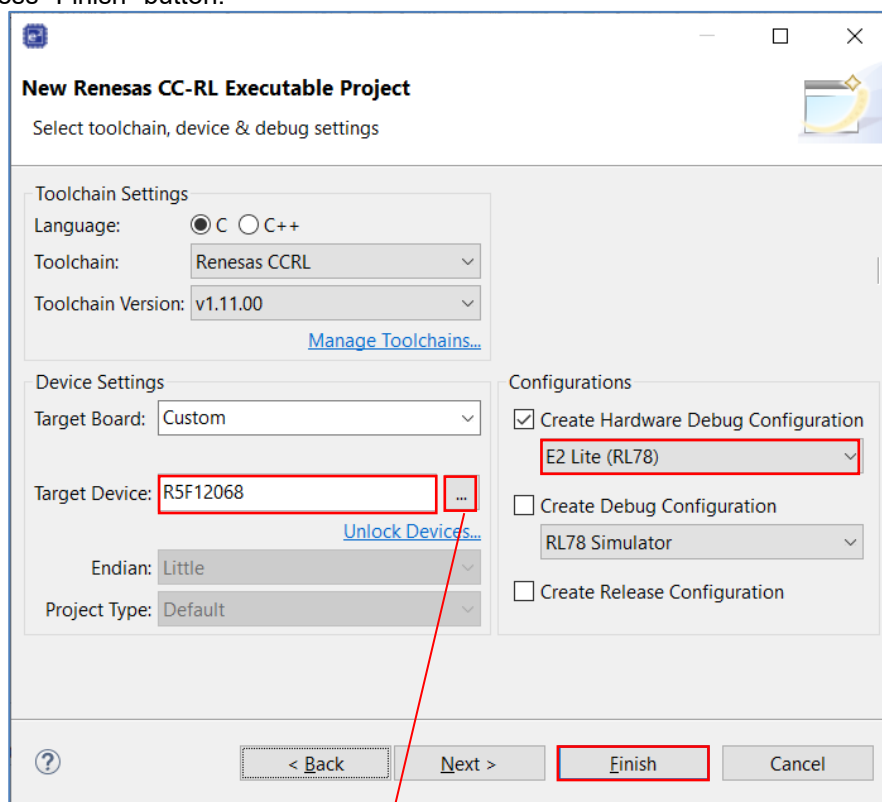 "Finish" button.
New Renesas CC-RL Executable Project
Select toolchain, device & debug settings
Toolchain Settings
Language: C C++
Toolchain: Renesas CCRL
Toolchain Version: v1.11.00
Manage Toolchains...
Device Settings
Target Board: Custom
Target Device: R5F12068 ...
Unlock Devices...
Endian: Little
Project Type: Default
Configurations
Create Hardware Debug Configuration
E2 Lite (RL78)
Create Debug Configuration
RL78 Simulator
Create Release Configuration
? < Back Next > Finish Cancel